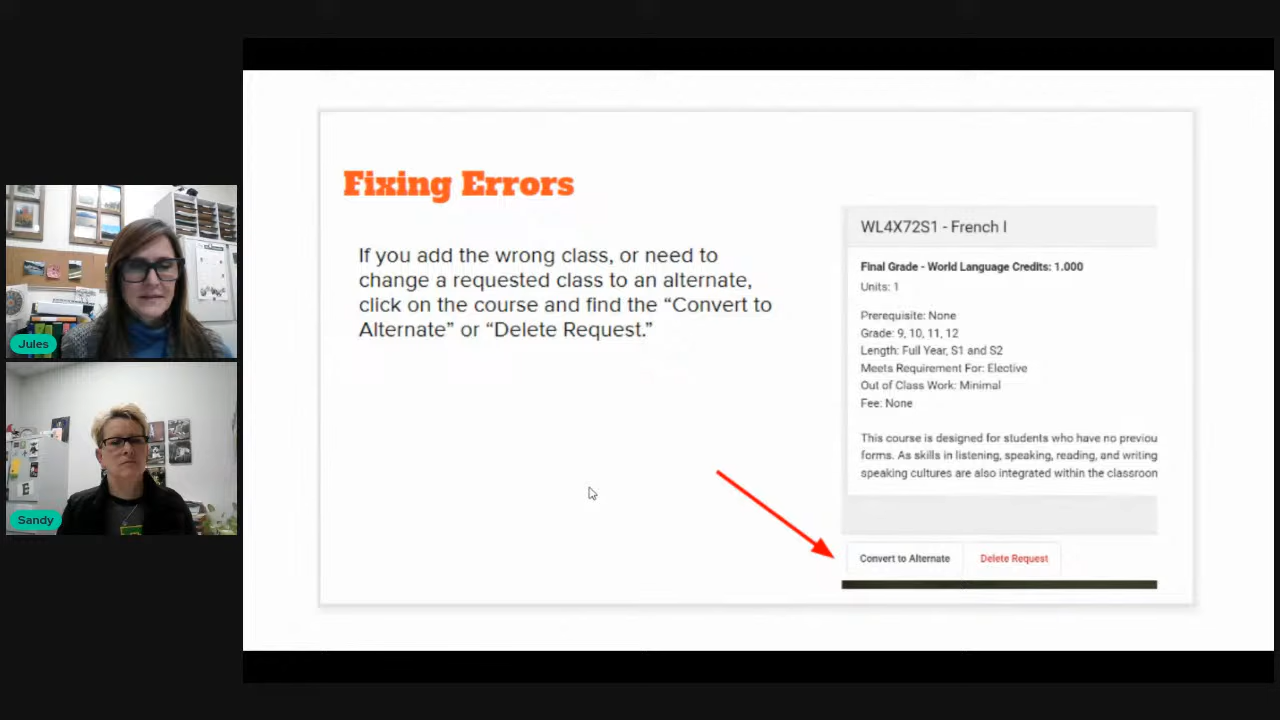 Fixing Errors
If you add the wrong class, or need to
change a requested class to an alternate,
click on the course and find the “Convert to
Alternate” or “Delete Request.”
WL4X72S1 - French I
Final Grade - World Language Credits: 1.000
Units: 1
Prerequisite: None
Grade: 9, 10, 11, 12
Length: Full Year, S1 and S2
Meets Requirement For: Elective
Out of Class Work: Minimal
Fee: None
This course is designed for students who have no previou
forms. As skills in listening, speaking, reading, and writing
speaking cultures are also integrated within the classroon
Convert to Alternate
Delete Request
Jules
Sandy